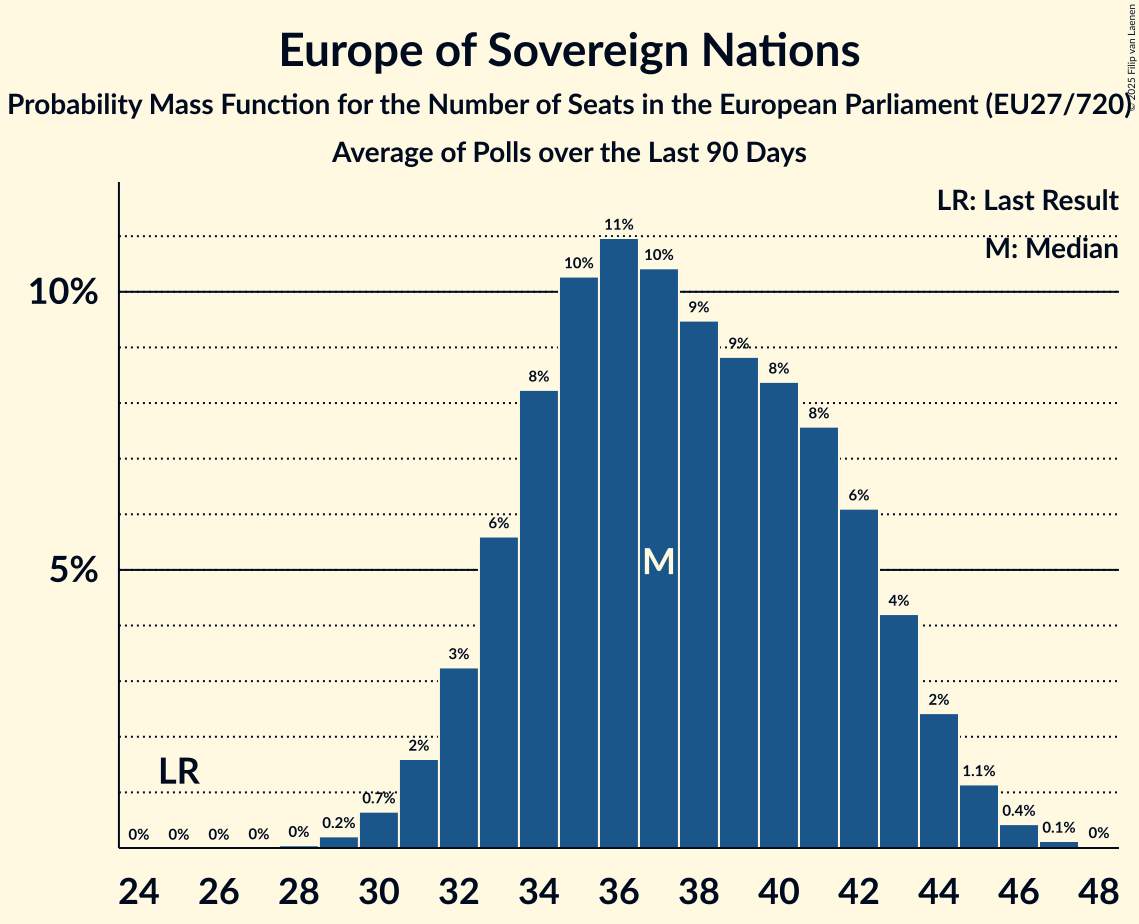 Europe of Sovereign Nations
Probability Mass Function for the Number of Seats in the European Parliament (EU27/720)
Average of Polls over the Last 90 Days
© 2025 Filip van Laenen
LR: Last Result
M: Median
10%
5%
0% 0% 0% 0% 0% 0.2% 0.7% 2% 3% 6% 8% 10% 11% 10% 9% 9% 8% 8% 6% 4% 2% 1.1% 0.4% 0.1% 0%
LR
M
24 26 28 30 32 34 36 38 40 42 44 46 48